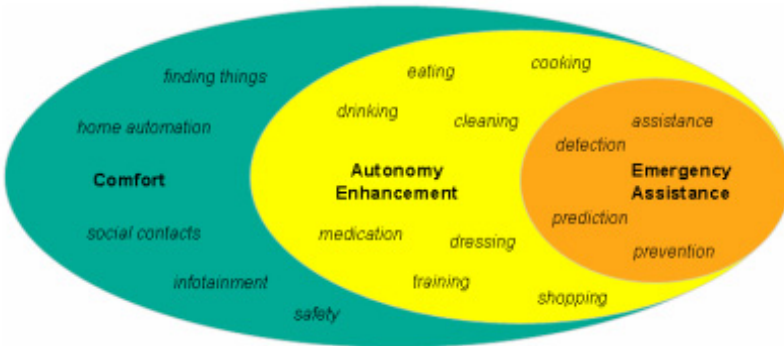 finding things
home automation
Comfort
social contacts
infotainment
safety
eating
cooking
drinking
cleaning
Autonomy
Enhancement
medication
dressing
training
shopping
assistance
detection
Emergency
Assistance
prediction
prevention